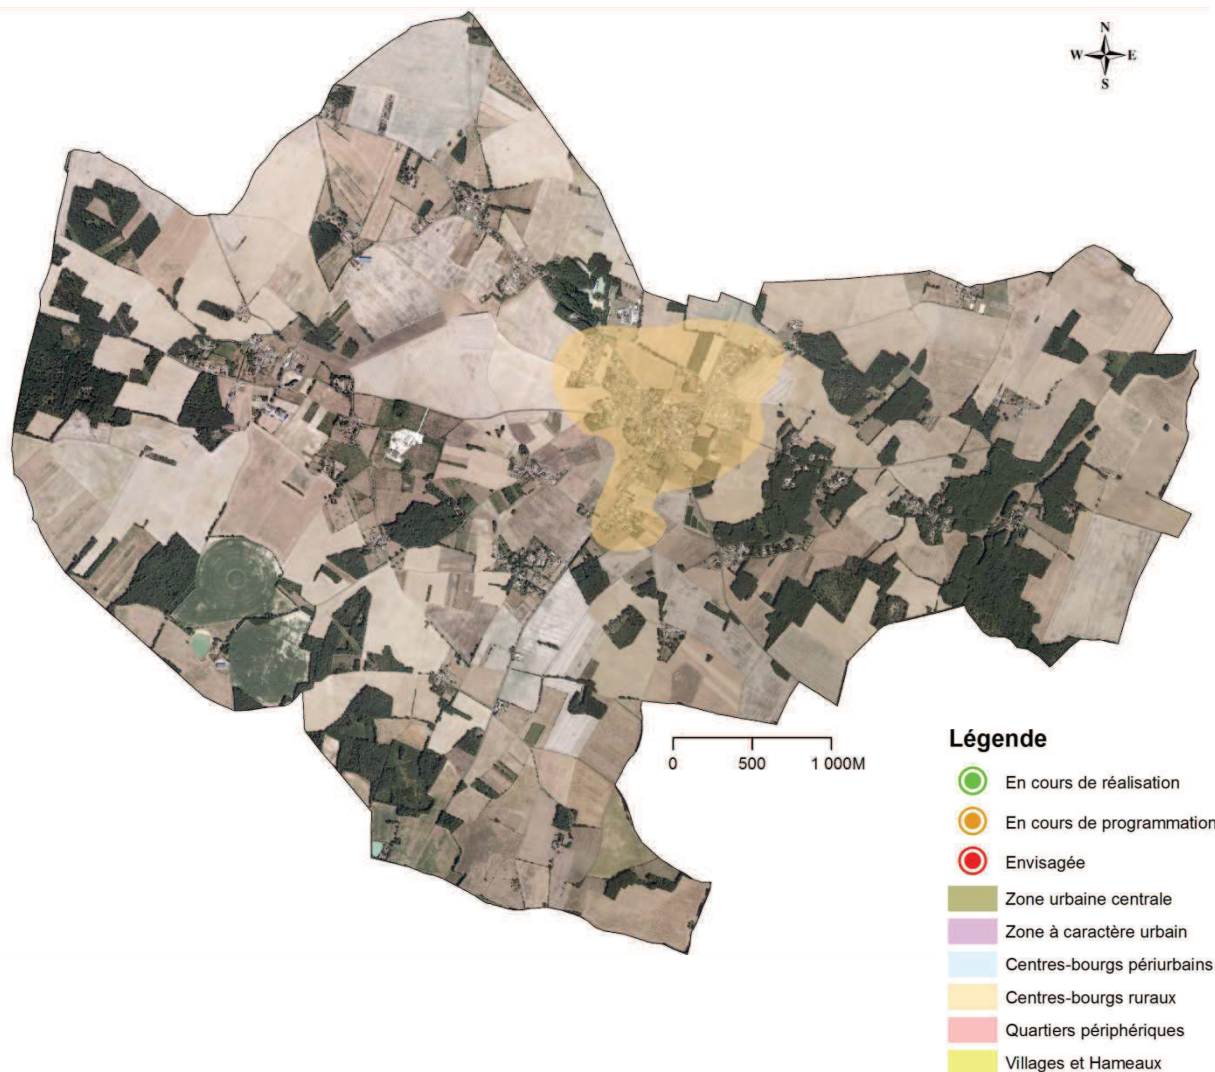 N
W E
S
0 500 1 000M
Légende
En cours de réalisation
En cours de programmation
Envisagée
Zone urbaine centrale
Zone à caractère urbain
Centres-bourgs périurbains
Centres-bourgs ruraux
Quartiers périphériques
Villages et Hameaux